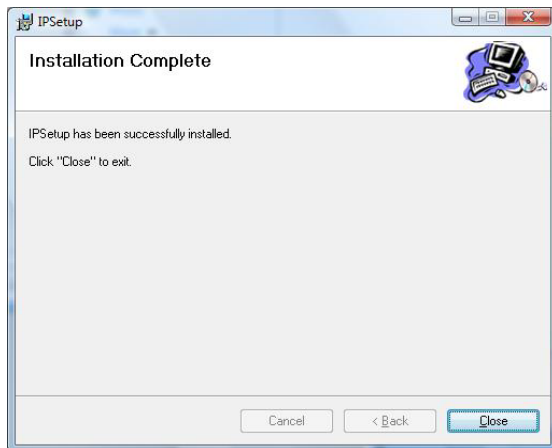 IPSetup
Installation Complete
IPSetup has been successfully installed.
Click "Close" to exit.
Cancel
< Back
Close